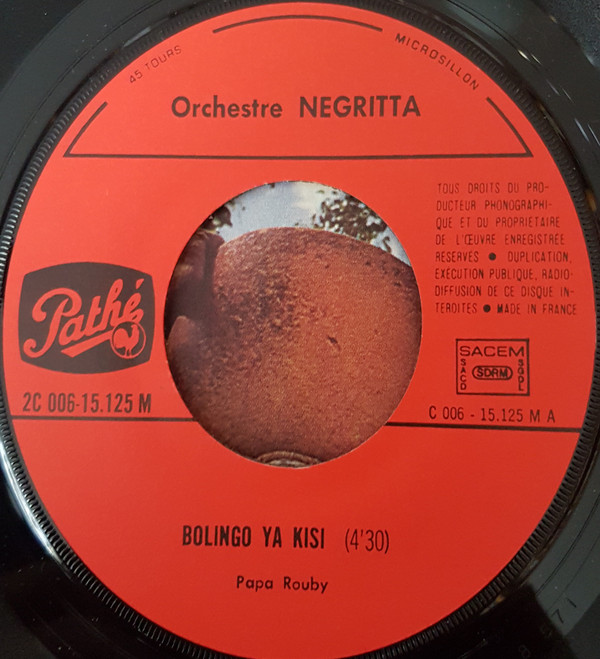 45 TOURS
MICROSILLON
Orchestre NEGRITTA
TOUS DROITS DU PRO-
DUCTEUR PHONOGRAPHI-
QUE ET DU PROPRIETAIRE
DE L'ŒUVRE ENREGISTREE
RESERVES ● DUPLICATION,
EXECUTION PUBLIQUE, RADIO-
DIFFUSION DE CE DISQUE IN-
TERDITES ● MADE IN FRANCE
Pathé
SACEM
SACD
SDRM
SGDL
2C 006-15.125 M
C 006 - 15.125 M A
BOLINGO YA KISI (4'30)
Papa Rouby